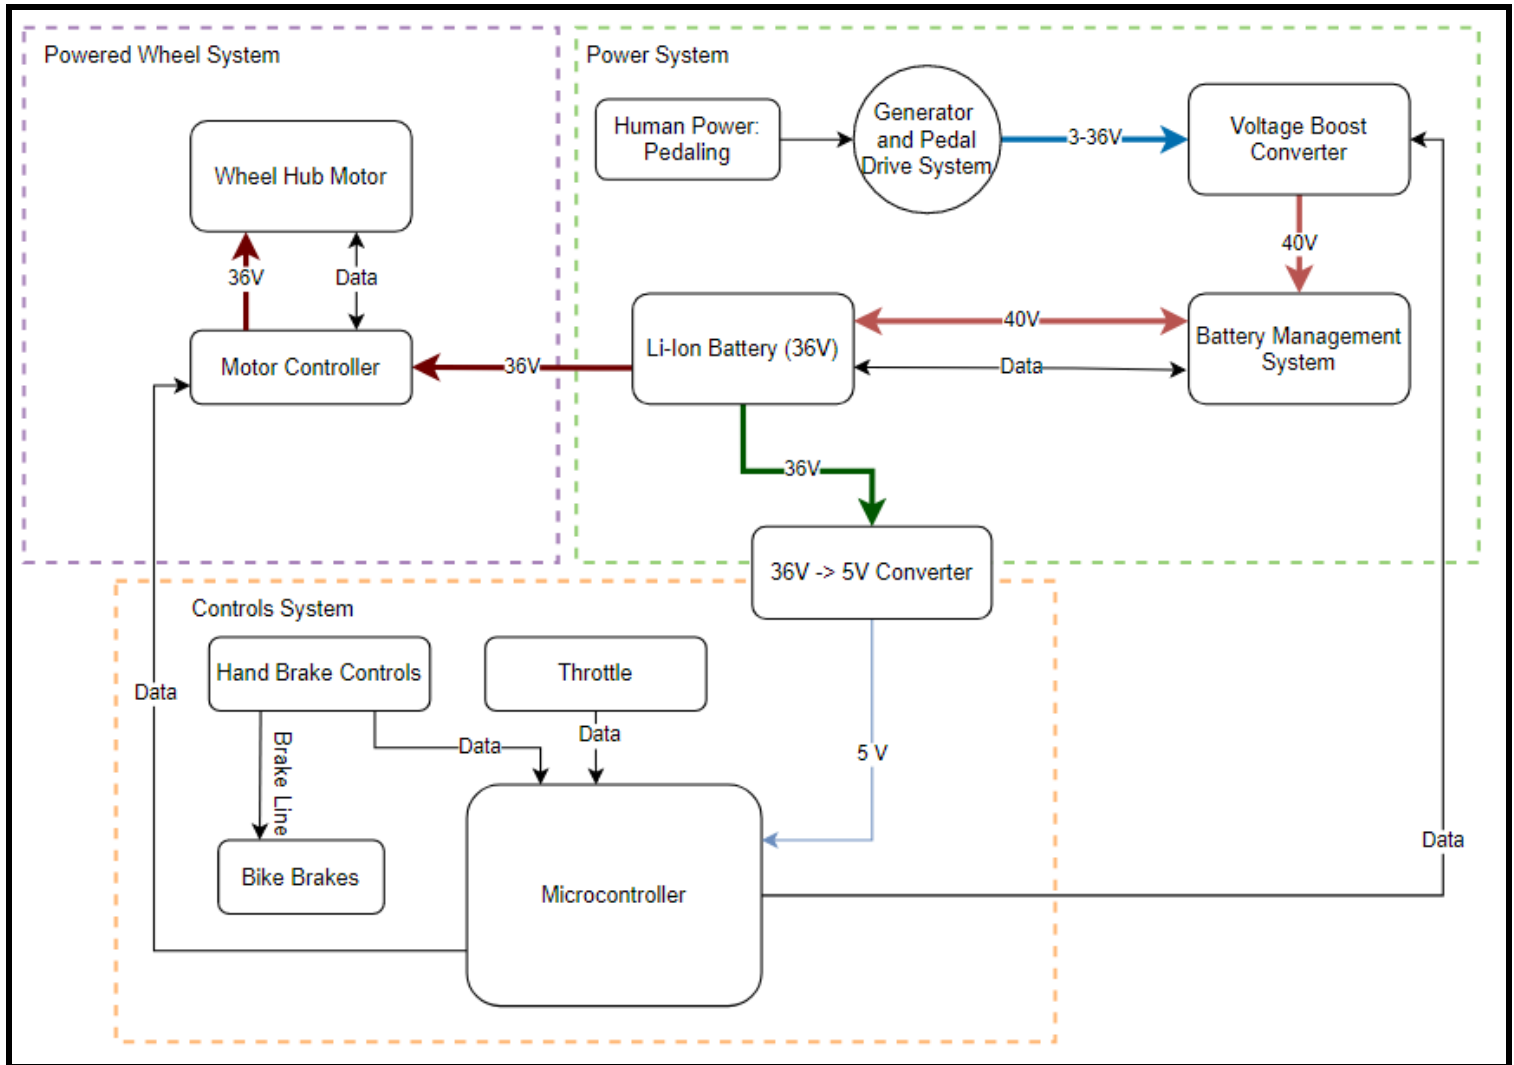 Powered Wheel System
Power System
Human Power:
Pedaling
Generator
and Pedal
Drive System
3-36V
Voltage Boost
Converter
Wheel Hub Motor
40V
36V
Data
Li-Ion Battery (36V)
40V
Data
Battery Management
System
Motor Controller
36V
36V
36V -> 5V Converter
Controls System
Hand Brake Controls
Throttle
Data
Data
Data
Brake Line
5 V
Data
Bike Brakes
Microcontroller